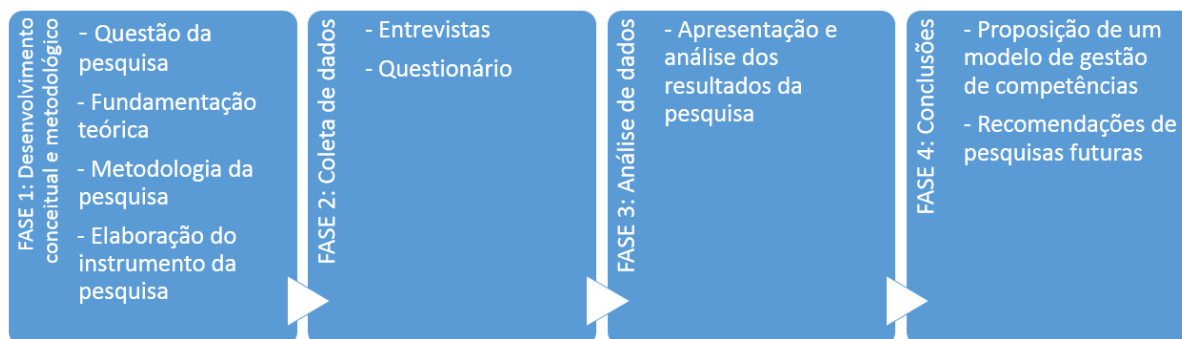 FASE 1: Desenvolvimento
conceitual e metodológico
- Questão da
pesquisa
- Fundamentação
teórica
- Metodologia da
pesquisa
- Elaboração do
instrumento da
pesquisa
FASE 2: Coleta de dados
- Entrevistas
- Questionário
FASE 3: Análise de dados
- Apresentação e
análise dos
resultados da
pesquisa
FASE 4: Conclusões
- Proposição de um
modelo de gestão
de competências
- Recomendações de
pesquisas futuras